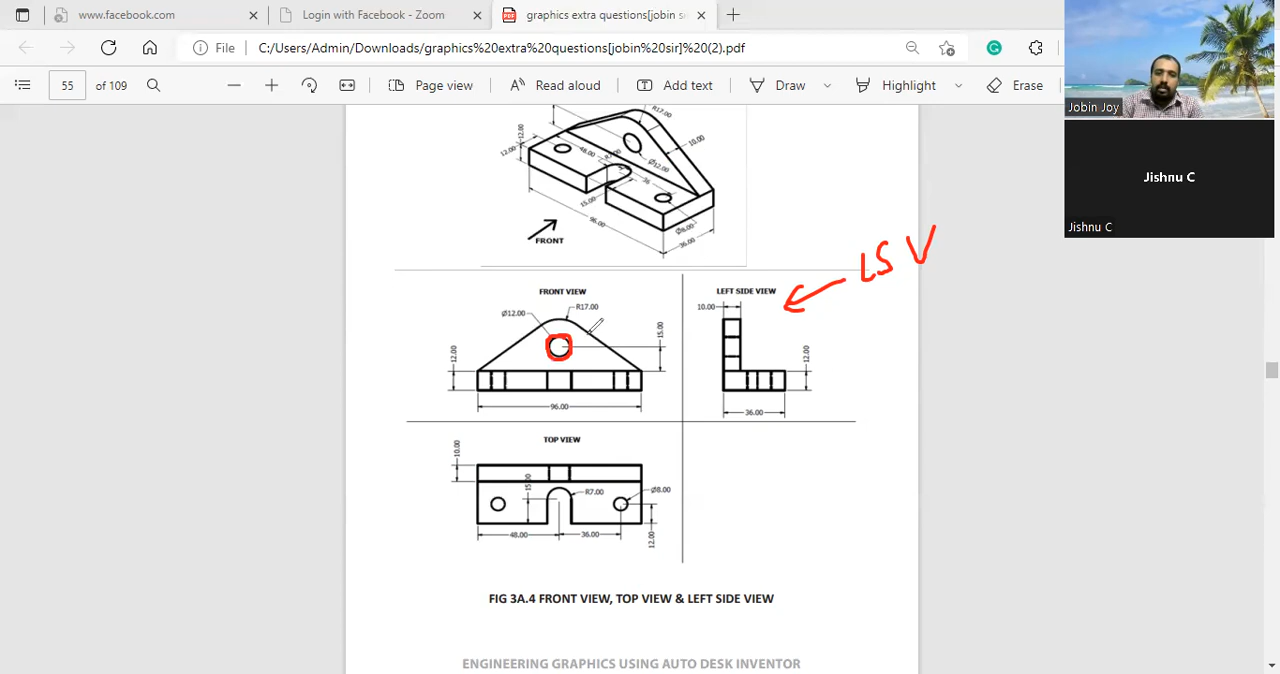 www.facebook.com
Login with Facebook - Zoom
graphics extra questions[jobin si
File
C:/Users/Admin/Downloads/graphics%20extra%20questions[jobin%20sir]%20(2).pdf
55
of 109
Page view
Read aloud
Add text
Draw
Highlight
Erase
Jobin Joy
Jishnu C
Jishnu C
R17.00
12.00
10.00
12.00
48.00
Ø12.00
36
15.00
96.00
Ø8.00
36.00
FRONT
LSV
FRONT VIEW
LEFT SIDE VIEW
Ø12.00
R17.00
10.00
15.00
12.00
12.00
96.00
36.00
TOP VIEW
10.00
15.00
R7.00
Ø8.00
48.00
36.00
12.00
FIG 3A.4 FRONT VIEW, TOP VIEW & LEFT SIDE VIEW
ENGINEERING GRAPHICS USING AUTO DESK INVENTOR